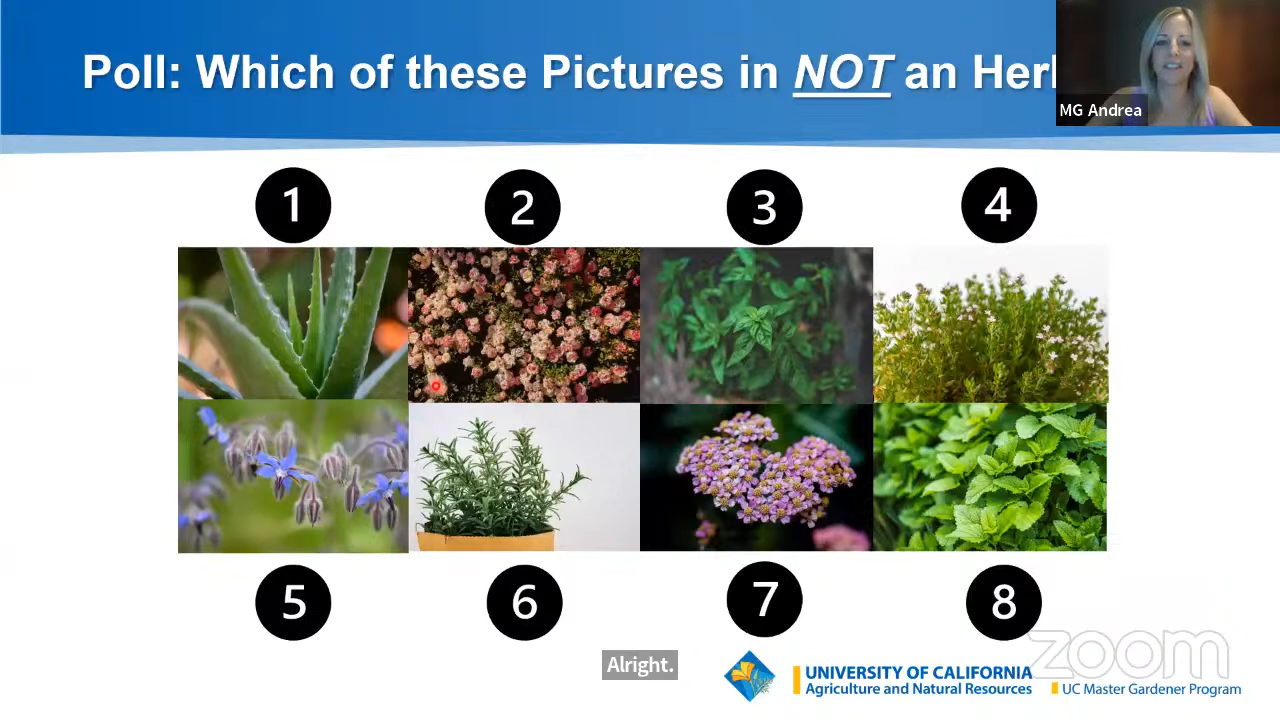 Poll: Which of these Pictures in NOT an
MG Andrea
1
2
3
4
5
6
7
8
Alright.
zoom
UNIVERSITY OF CALIFORNIA
Agriculture and Natural Resources
UC Master Gardener Program